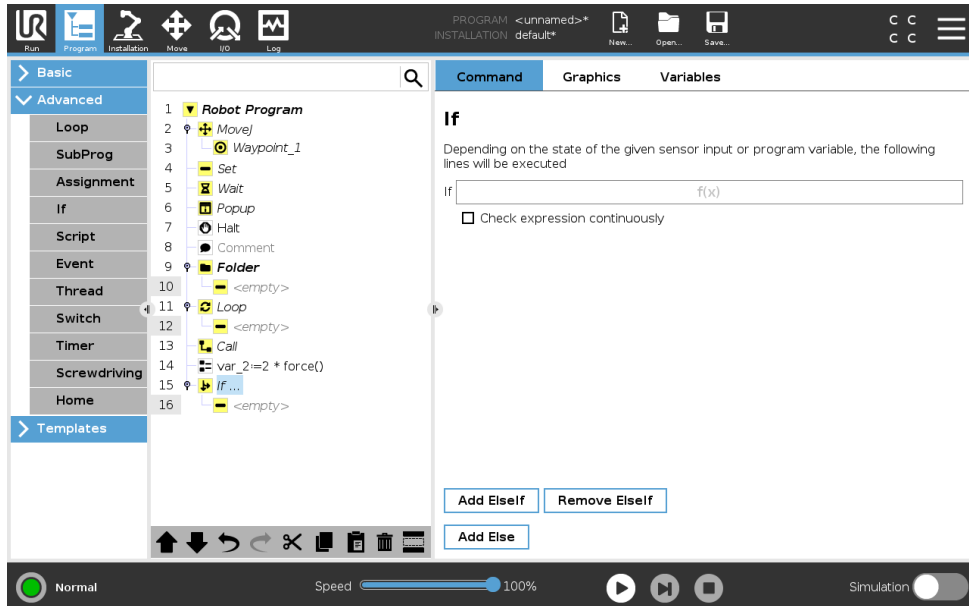 PROGRAM <unnamed>*
INSTALLATION default*
C C
C C
Run
Program
Installation
Move
I/O
Log
New...
Open...
Save...
Basic
Advanced
Loop
SubProg
Assignment
If
Script
Event
Thread
Switch
Timer
Screwdriving
Home
Templates
1 Robot Program
2 MoveJ
3 Waypoint_1
4 Set
5 Wait
6 Popup
7 Halt
8 Comment
9 Folder
10 <empty>
11 Loop
12 <empty>
13 Call
14 var_2:=2 * force()
15 If ...
16 <empty>
Command Graphics Variables
If
Depending on the state of the given sensor input or program variable, the following
lines will be executed
If f(x)
Check expression continuously
Add ElseIf Remove ElseIf
Add Else
Normal
Speed 100%
Simulation